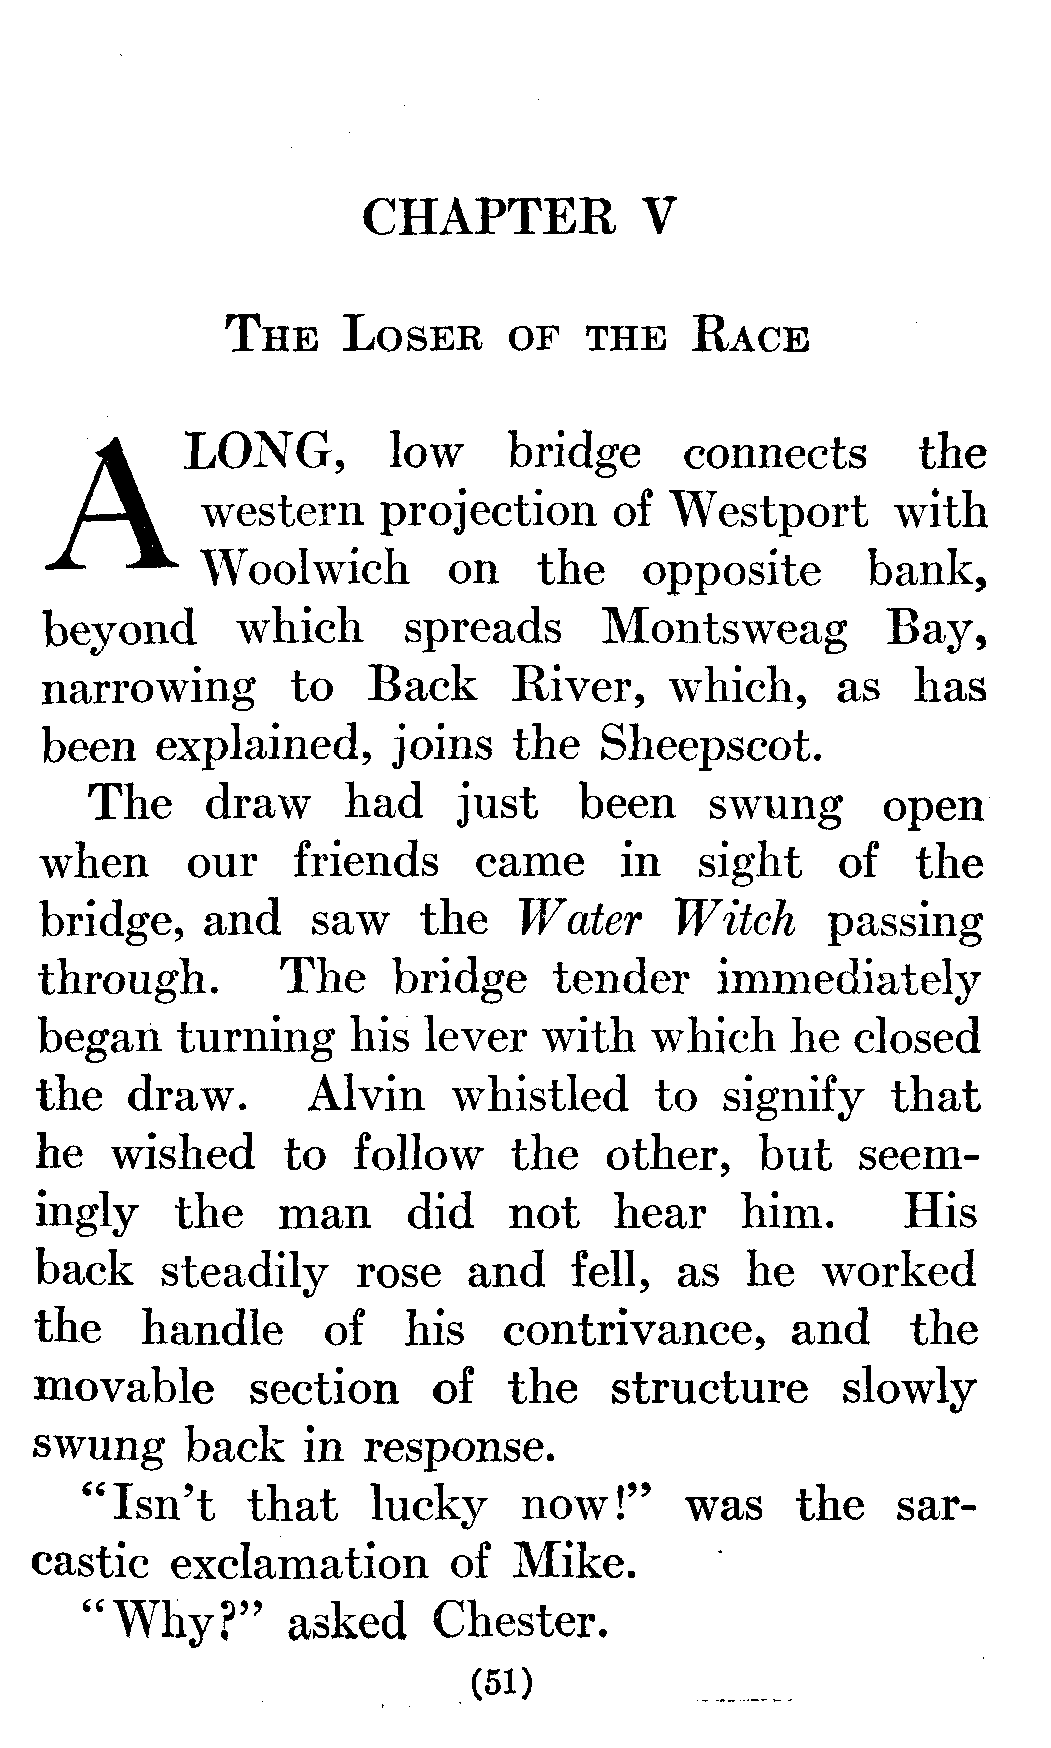 CHAPTER V
The Loser of the Race
A LONG, low bridge connects the
western projection of Westport with
Woolwich on the opposite bank,
beyond which spreads Montsweag Bay,
narrowing to Back River, which, as has
been explained, joins the Sheepscot.
The draw had just been swung open
when our friends came in sight of the
bridge, and saw the Water Witch passing
through. The bridge tender immediately
began turning his lever with which he closed
the draw. Alvin whistled to signify that
he wished to follow the other, but seem-
ingly the man did not hear him. His
back steadily rose and fell, as he worked
the handle of his contrivance, and the
movable section of the structure slowly
swung back in response.
"Isn't that lucky now!" was the sar-
castic exclamation of Mike.
"Why?" asked Chester.
(51)